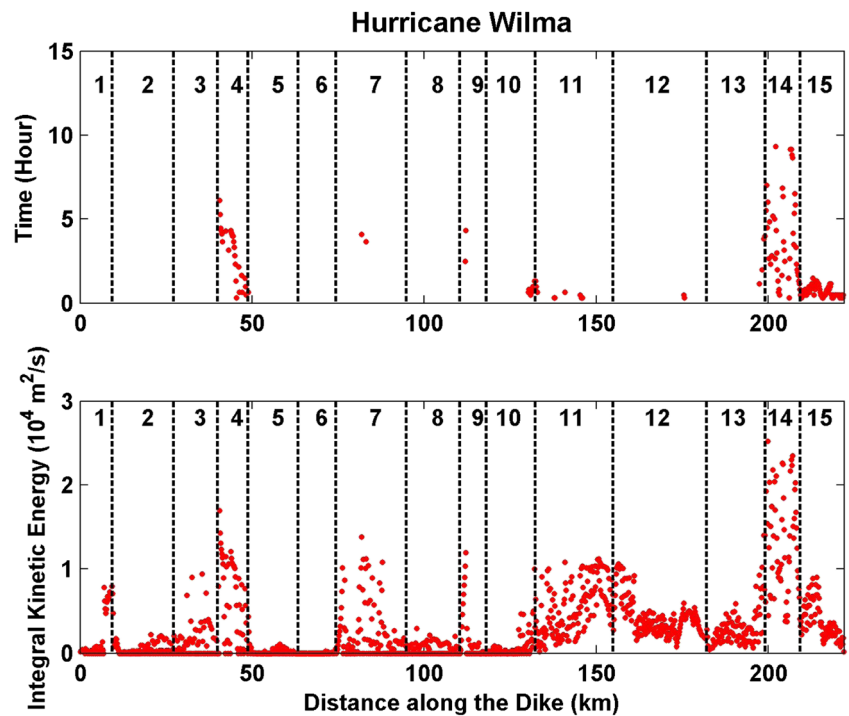 Hurricane Wilma
15
10
5
0
Time (Hour)
1 2 3 4 5 6 7 8 9 10 11 12 13 14 15
0 50 100 150 200
3
2
1
0
Integral Kinetic Energy (10⁴ m²/s)
1 2 3 4 5 6 7 8 9 10 11 12 13 14 15
0 50 100 150 200
Distance along the Dike (km)